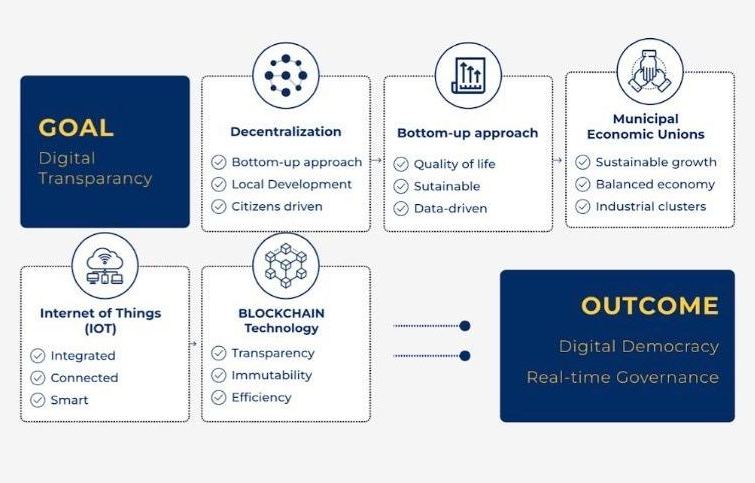 GOAL
Digital
Transparancy
Decentralization
Bottom-up approach
Local Development
Citizens driven
Bottom-up approach
Quality of life
Sutainable
Data-driven
Municipal
Economic Unions
Sustainable growth
Balanced economy
Industrial clusters
Internet of Things
(IOT)
Integrated
Connected
Smart
BLOCKCHAIN
Technology
Transparency
Immutability
Efficiency
OUTCOME
Digital Democracy
Real-time Governance